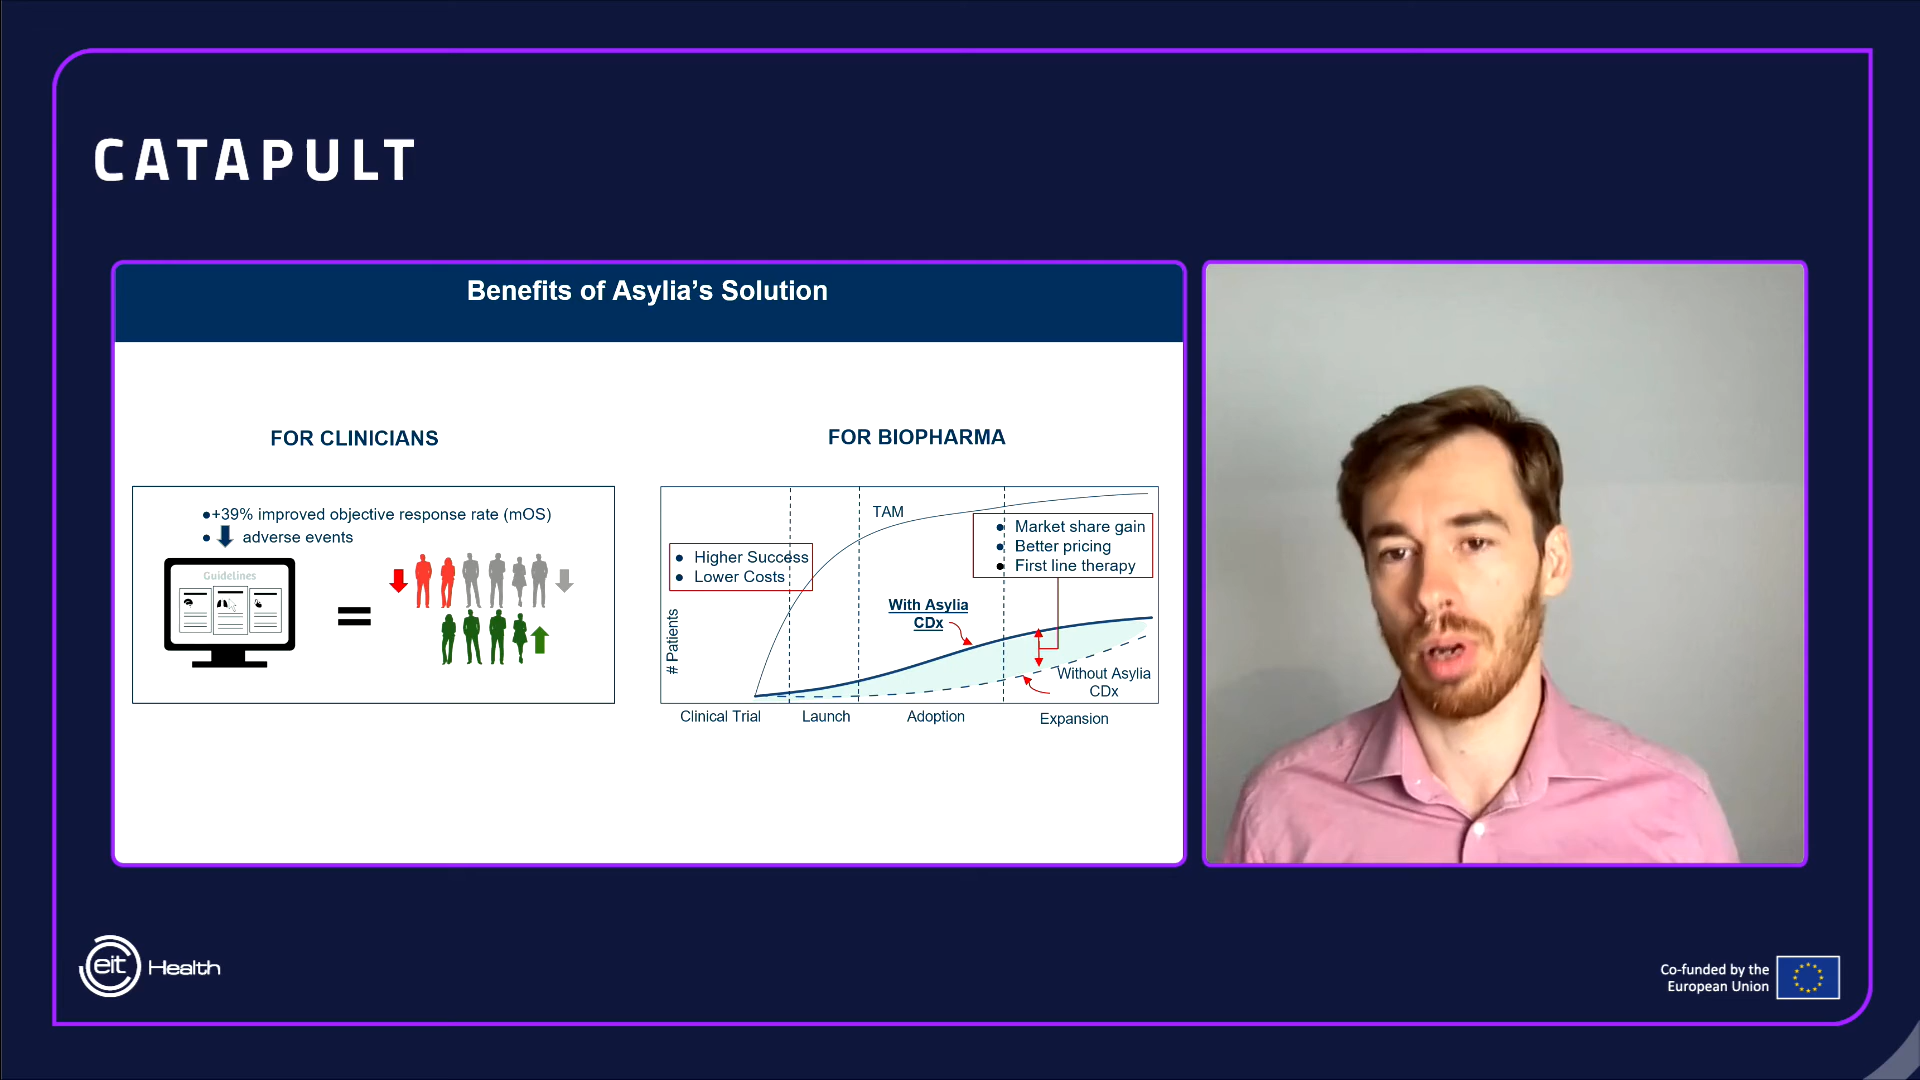 CATAPULT
Benefits of Asylia's Solution
FOR CLINICIANS
●+39% improved objective response rate (mOS)
● adverse events
Guidelines
=
FOR BIOPHARMA
TAM
● Higher Success
● Lower Costs
● Market share gain
● Better pricing
● First line therapy
With Asylia
CDx
Without Asylia
CDx
# Patients
Clinical Trial
Launch
Adoption
Expansion
eit Health
Co-funded by the
European Union